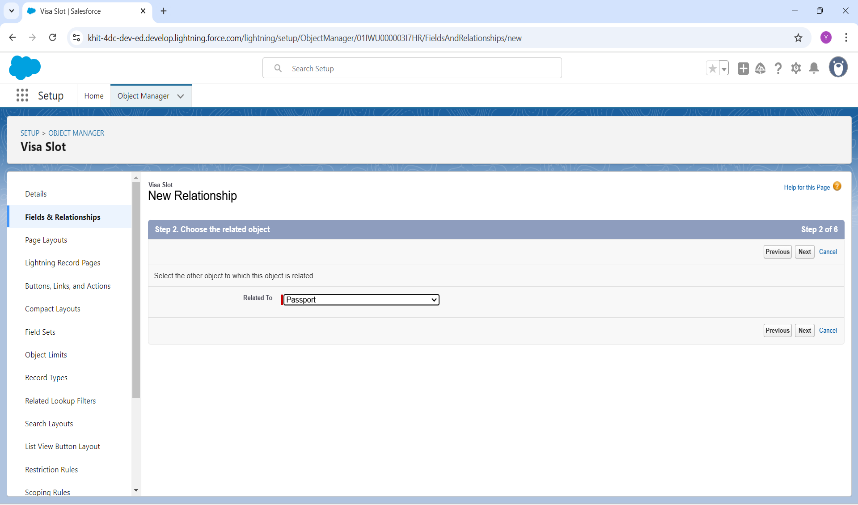 Visa Slot | Salesforce
khit-4dc-dev-ed.develop.lightning.force.com/lightning/setup/ObjectManager/01IWU000003I7HR/FieldsAndRelationships/new
Y
Search Setup
Setup
Home
Object Manager
SETUP > OBJECT MANAGER
Visa Slot
Details
Fields & Relationships
Page Layouts
Lightning Record Pages
Buttons, Links, and Actions
Compact Layouts
Field Sets
Object Limits
Record Types
Related Lookup Filters
Search Layouts
List View Button Layout
Restriction Rules
Scoping Rules
Visa Slot
New Relationship
Help for this Page
Step 2. Choose the related object
Step 2 of 6
Previous Next Cancel
Select the other object to which this object is related
Related To Passport
Previous Next Cancel